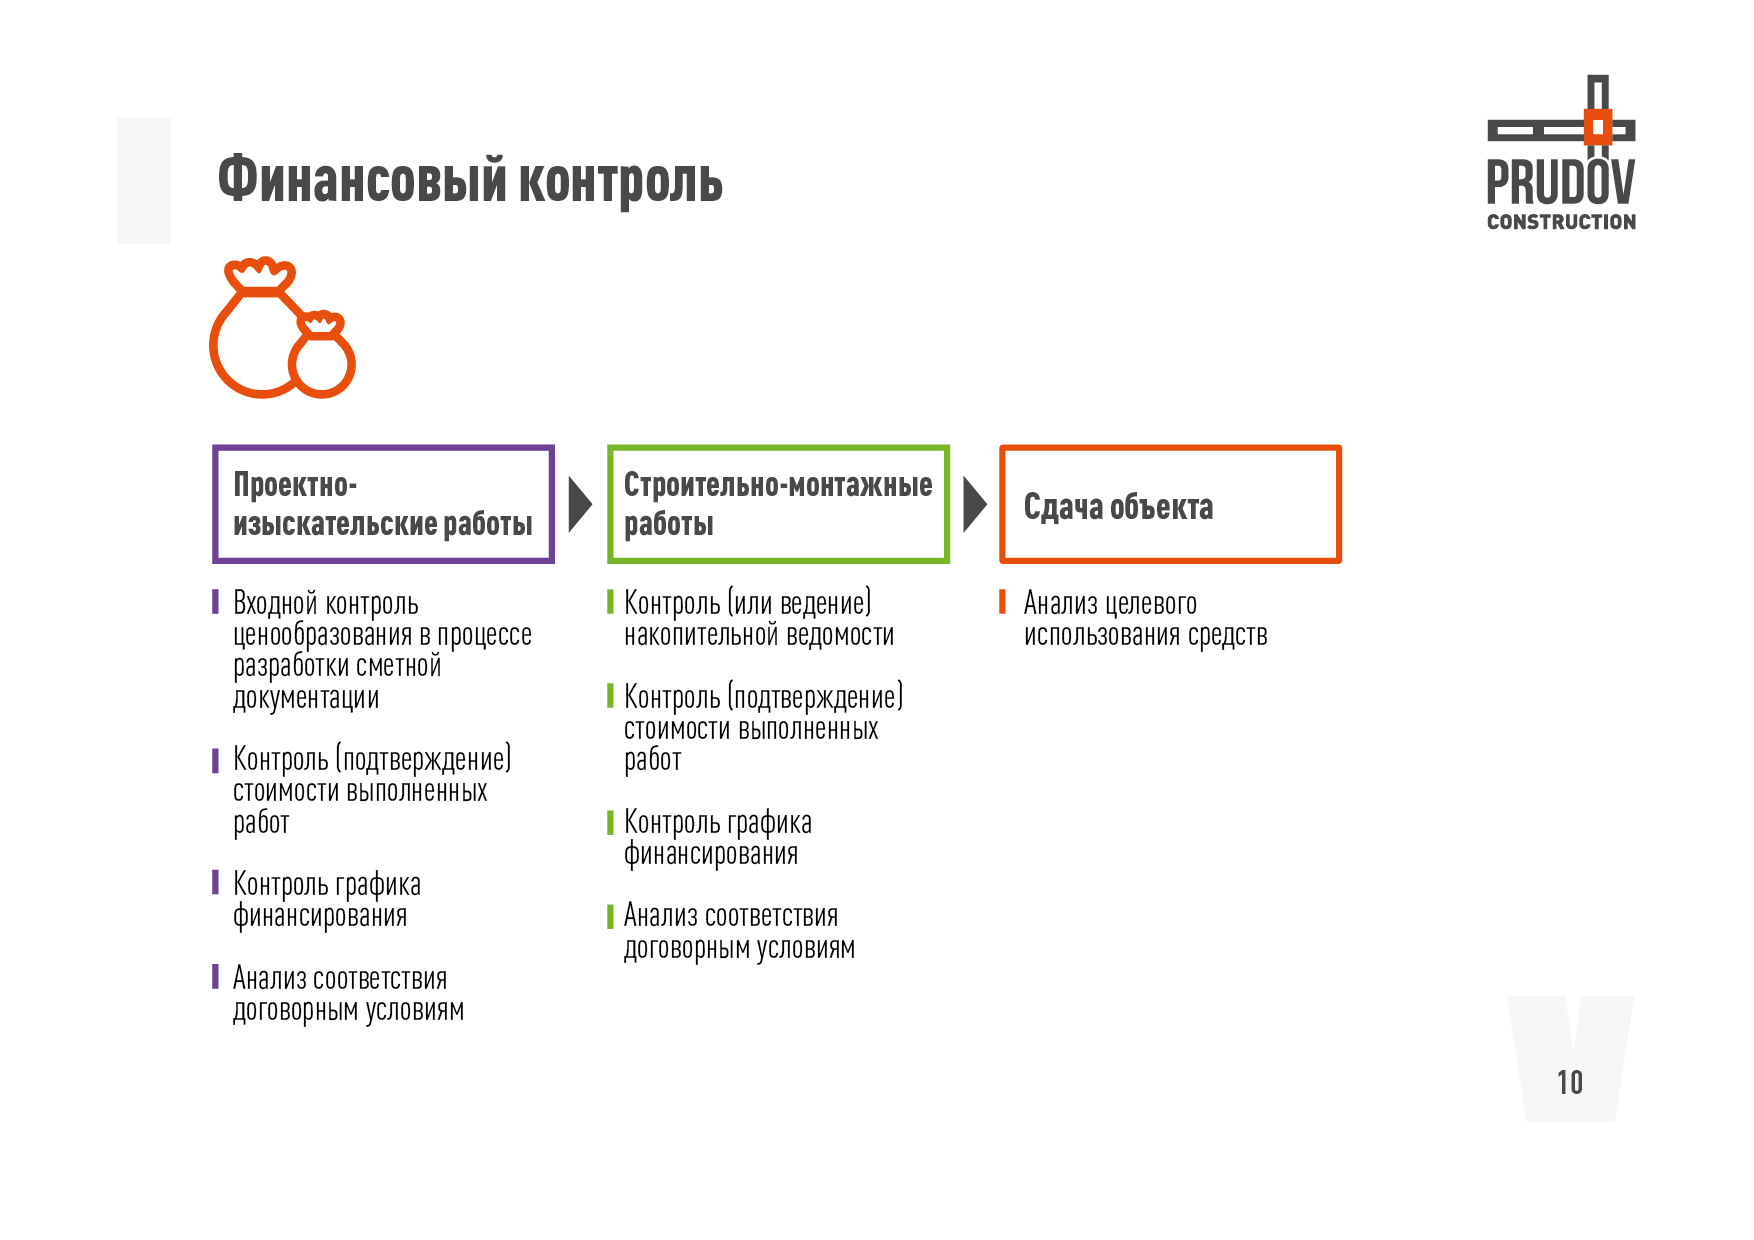 Финансовый контроль
PRUDOV
CONSTRUCTION
Проектно-
изыскательские работы
Входной контроль
ценообразования в процессе
разработки сметной
документации
Контроль (подтверждение)
стоимости выполненных
работ
Контроль графика
финансирования
Анализ соответствия
договорным условиям
Строительно-монтажные
работы
Контроль (или ведение)
накопительной ведомости
Контроль (подтверждение)
стоимости выполненных
работ
Контроль графика
финансирования
Анализ соответствия
договорным условиям
Сдача объекта
Анализ целевого
использования средств
10